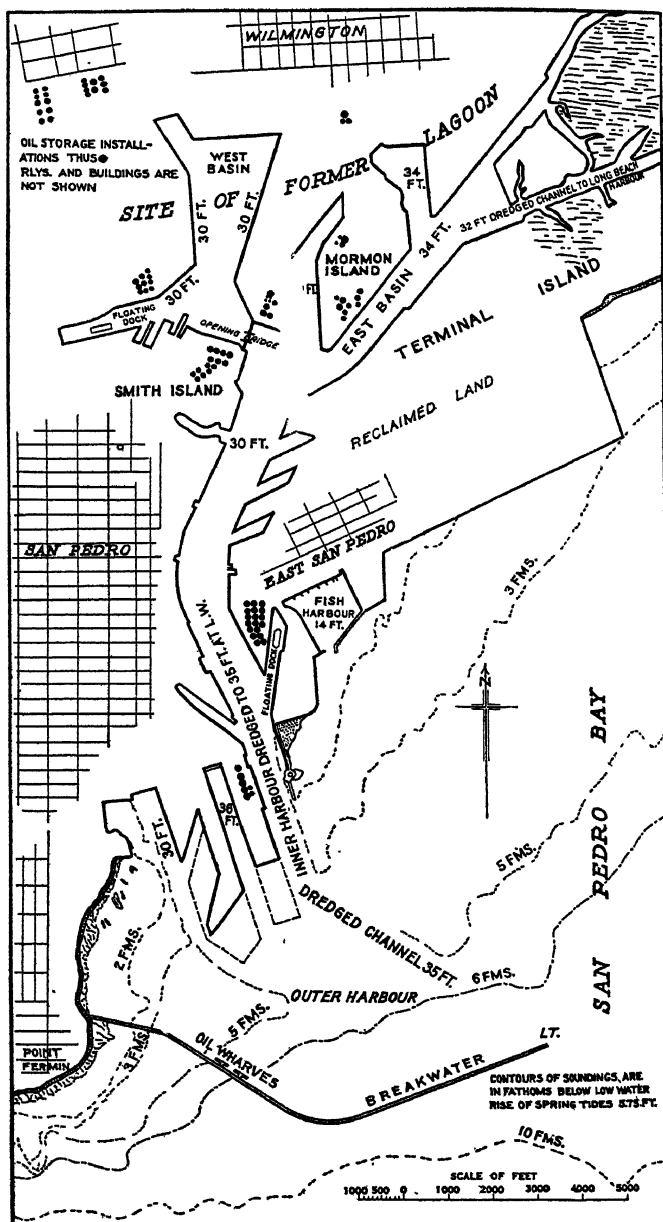 WILMINGTON
OIL STORAGE INSTALL-
ATIONS THUS
RLYS. AND BUILDINGS ARE
NOT SHOWN
WEST
BASIN
SITE OF FORMER LAGOON
30 FT.
30 FT.
34
FT.
34 FT.
32 FT DREDGED CHANNEL TO LONG BEACH
HARBOUR
MORMON
ISLAND
30 FT.
FT.
FLOATING
DOCK
OPENING BRIDGE
EAST BASIN
TERMINAL ISLAND
SMITH ISLAND
RECLAIMED LAND
30 FT.
SAN PEDRO
EAST SAN PEDRO
3 FMS.
FISH
HARBOUR
14 FT.
FLOATING DOCK
INNER HARBOUR DREDGED TO 35 FT. AT L.W.
N
SAN PEDRO BAY
36
FT.
30 FT.
5 FMS.
DREDGED CHANNEL 35 FT.
2 FMS.
6 FMS.
OUTER HARBOUR
5 FMS.
3 FMS.
OIL WHARVES
LT.
POINT
FERMIN
BREAKWATER
CONTOURS OF SOUNDINGS, ARE
IN FATHOMS BELOW LOW WATER
RISE OF SPRING TIDES 5.75.FT.
10 FMS.
SCALE OF FEET
1000 500 0 1000 2000 3000 4000 5000